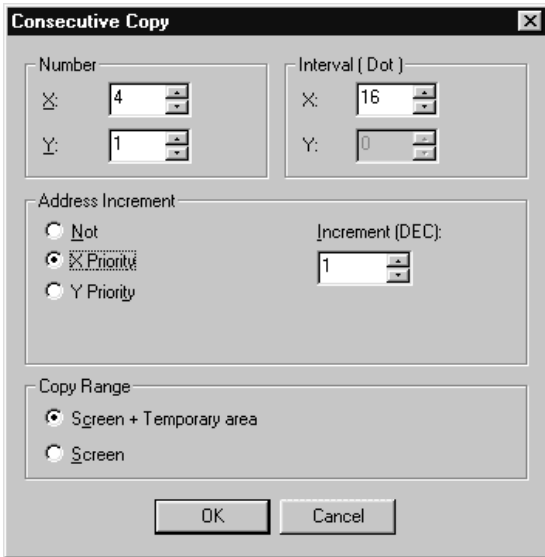 Consecutive Copy
Number
X: 4
Y: 1
Interval ( Dot )
X: 16
Y: 0
Address Increment
Not
X Priority
Y Priority
Increment (DEC):
1
Copy Range
Screen + Temporary area
Screen
OK Cancel